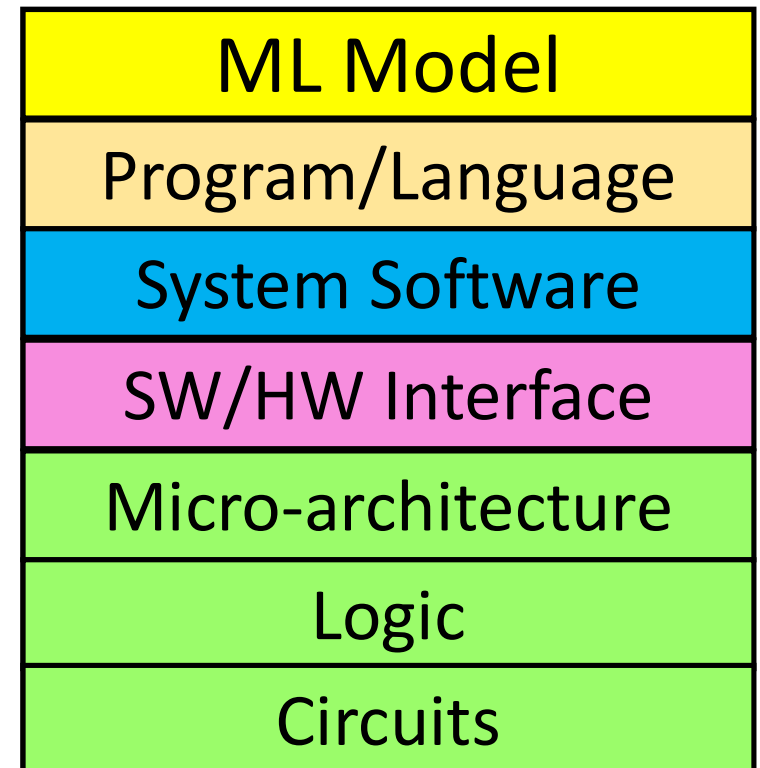 ML Model
Program/Language
System Software
SW/HW Interface
Micro-architecture
Logic
Circuits